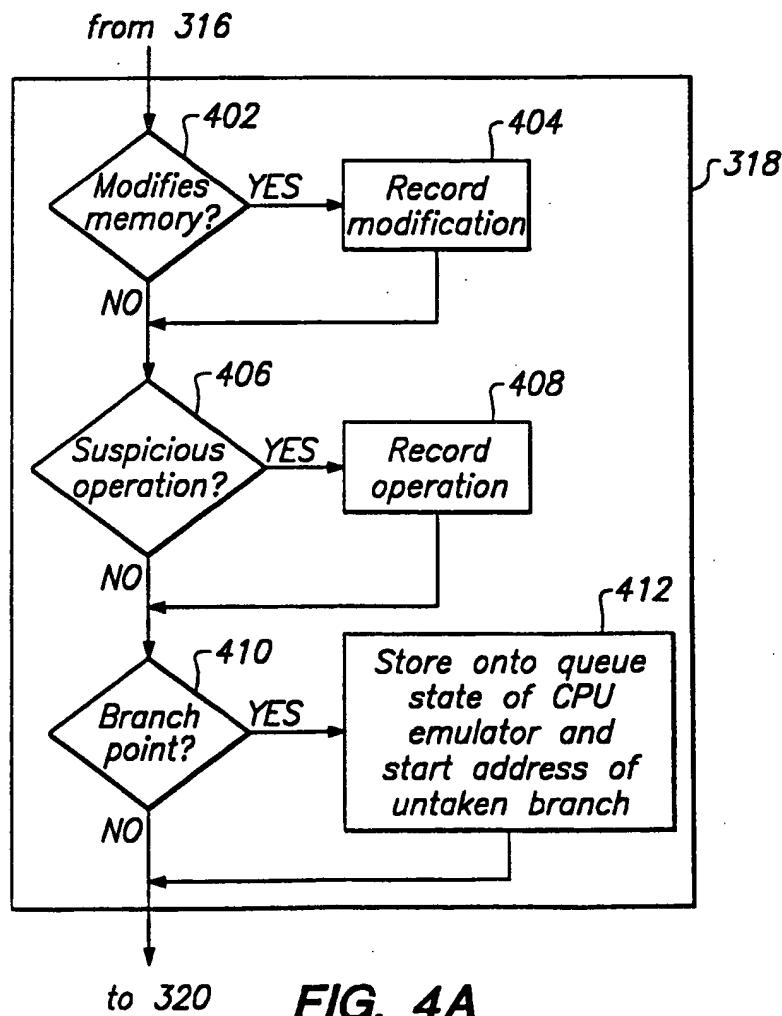 from 316
402
404
318
Modifies
memory?
YES
Record
modification
NO
406
408
Suspicious
operation?
YES
Record
operation
NO
412
410
Branch
point?
YES
Store onto queue
state of CPU
emulator and
start address of
untaken branch
NO
to 320
FIG. 4A